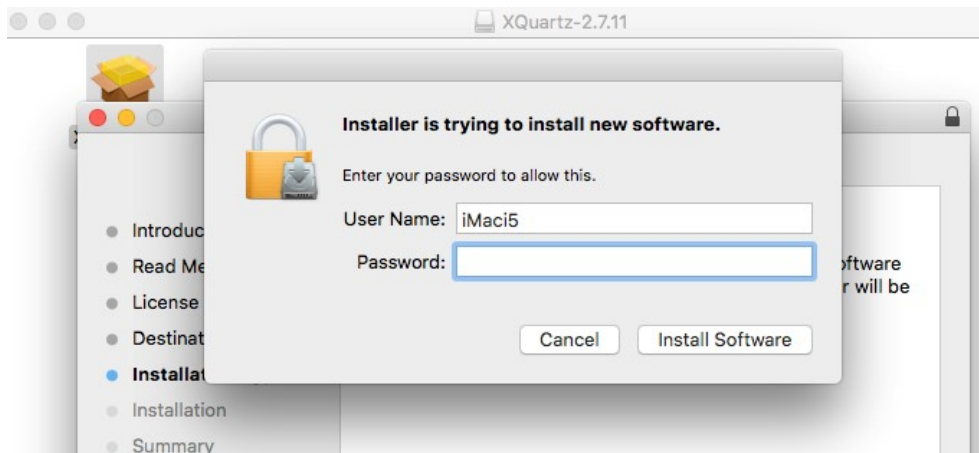 XQuartz-2.7.11
Installer is trying to install new software.
Enter your password to allow this.
User Name: iMaci5
Password:
Cancel Install Software
Introduc
Read Me
License
Destinat
Installat
Installation
Summary
oftware
r will be